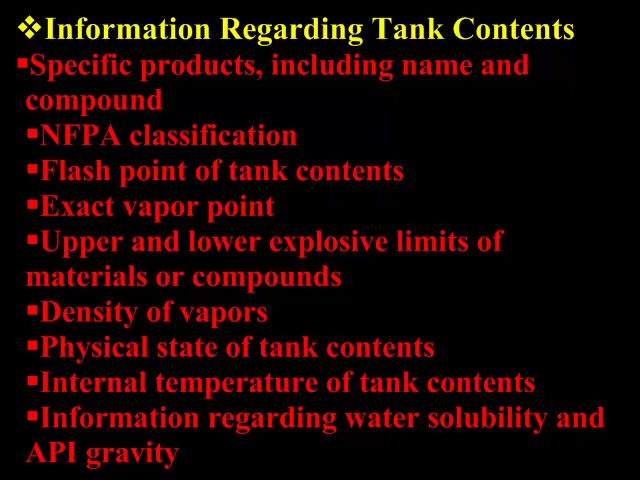 ❖Information Regarding Tank Contents
▪Specific products, including name and
compound
▪NFPA classification
▪Flash point of tank contents
▪Exact vapor point
▪Upper and lower explosive limits of
materials or compounds
▪Density of vapors
▪Physical state of tank contents
▪Internal temperature of tank contents
▪Information regarding water solubility and
API gravity